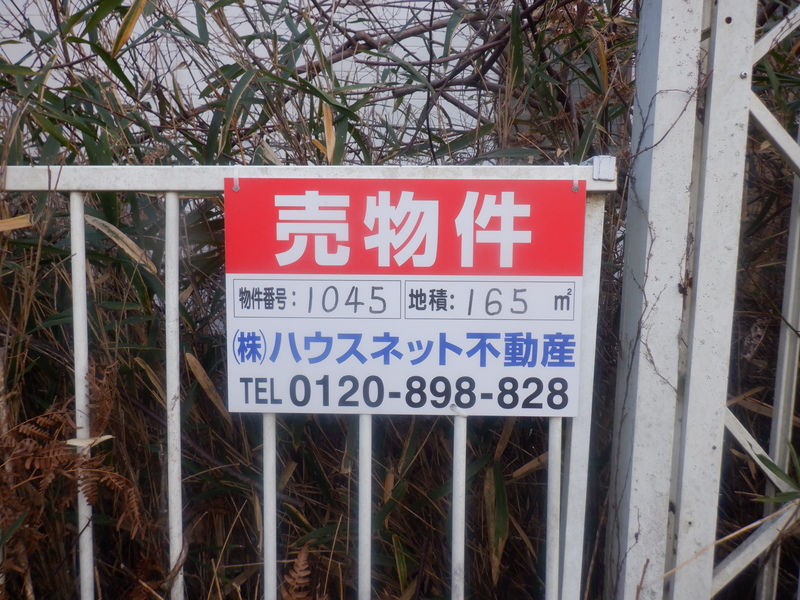 売物件
物件番号:1045 地積:165 ㎡
(株)ハウスネット不動産
TEL 0120-898-828